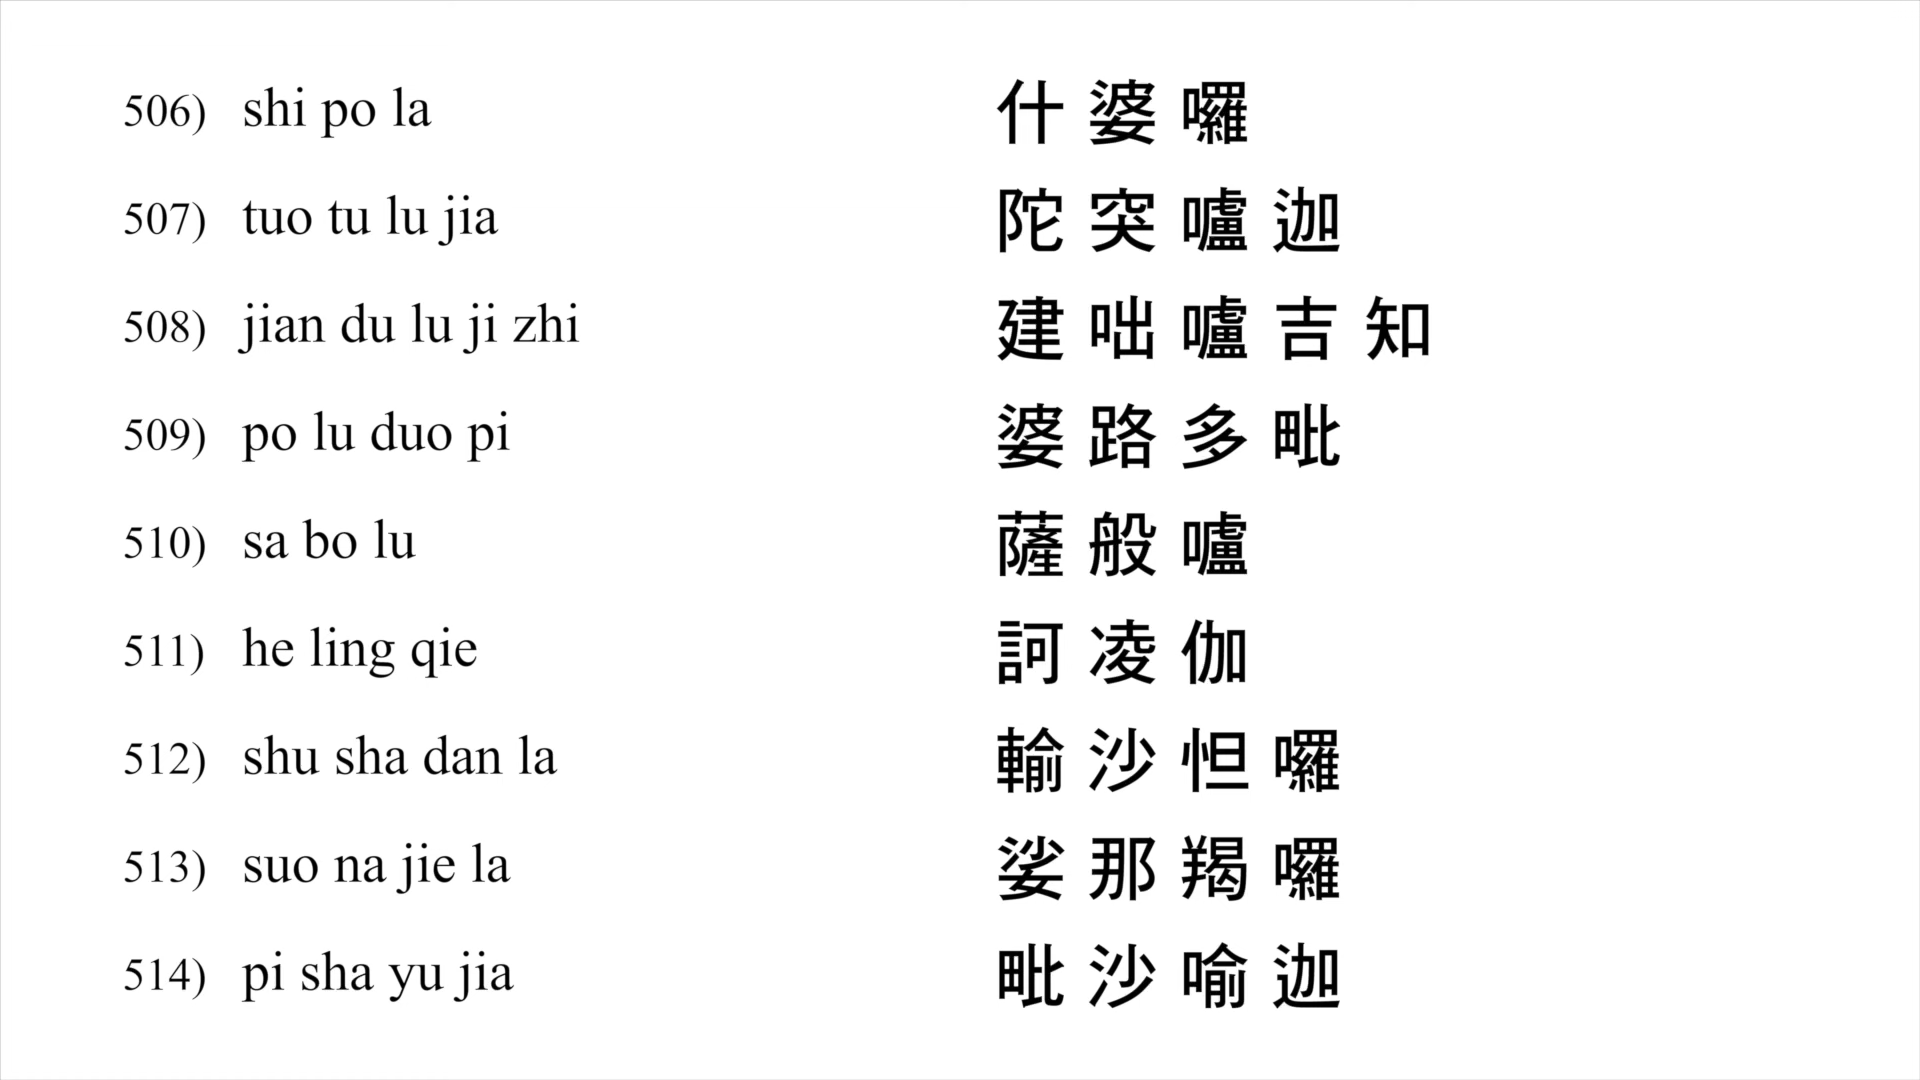 506) shi po la 什婆囉
507) tuo tu lu jia 陀突嚧迦
508) jian du lu ji zhi 建咄嚧吉知
509) po lu duo pi 婆路多毗
510) sa bo lu 薩般嚧
511) he ling qie 訶凌伽
512) shu sha dan la 輸沙怛囉
513) suo na jie la 娑那羯囉
514) pi sha yu jia 毗沙喻迦